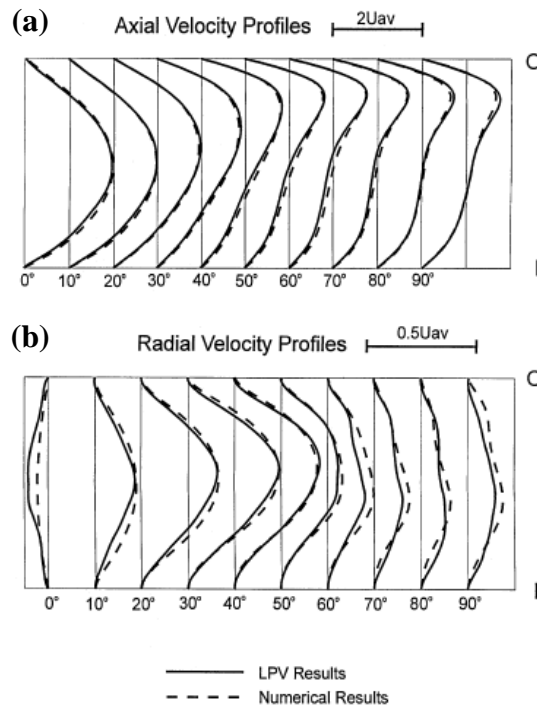 (a) Axial Velocity Profiles 2Uav
O
0° 10° 20° 30° 40° 50° 60° 70° 80° 90°
I
(b) Radial Velocity Profiles 0.5Uav
O
0° 10° 20° 30° 40° 50° 60° 70° 80° 90°
I
LPV Results
Numerical Results